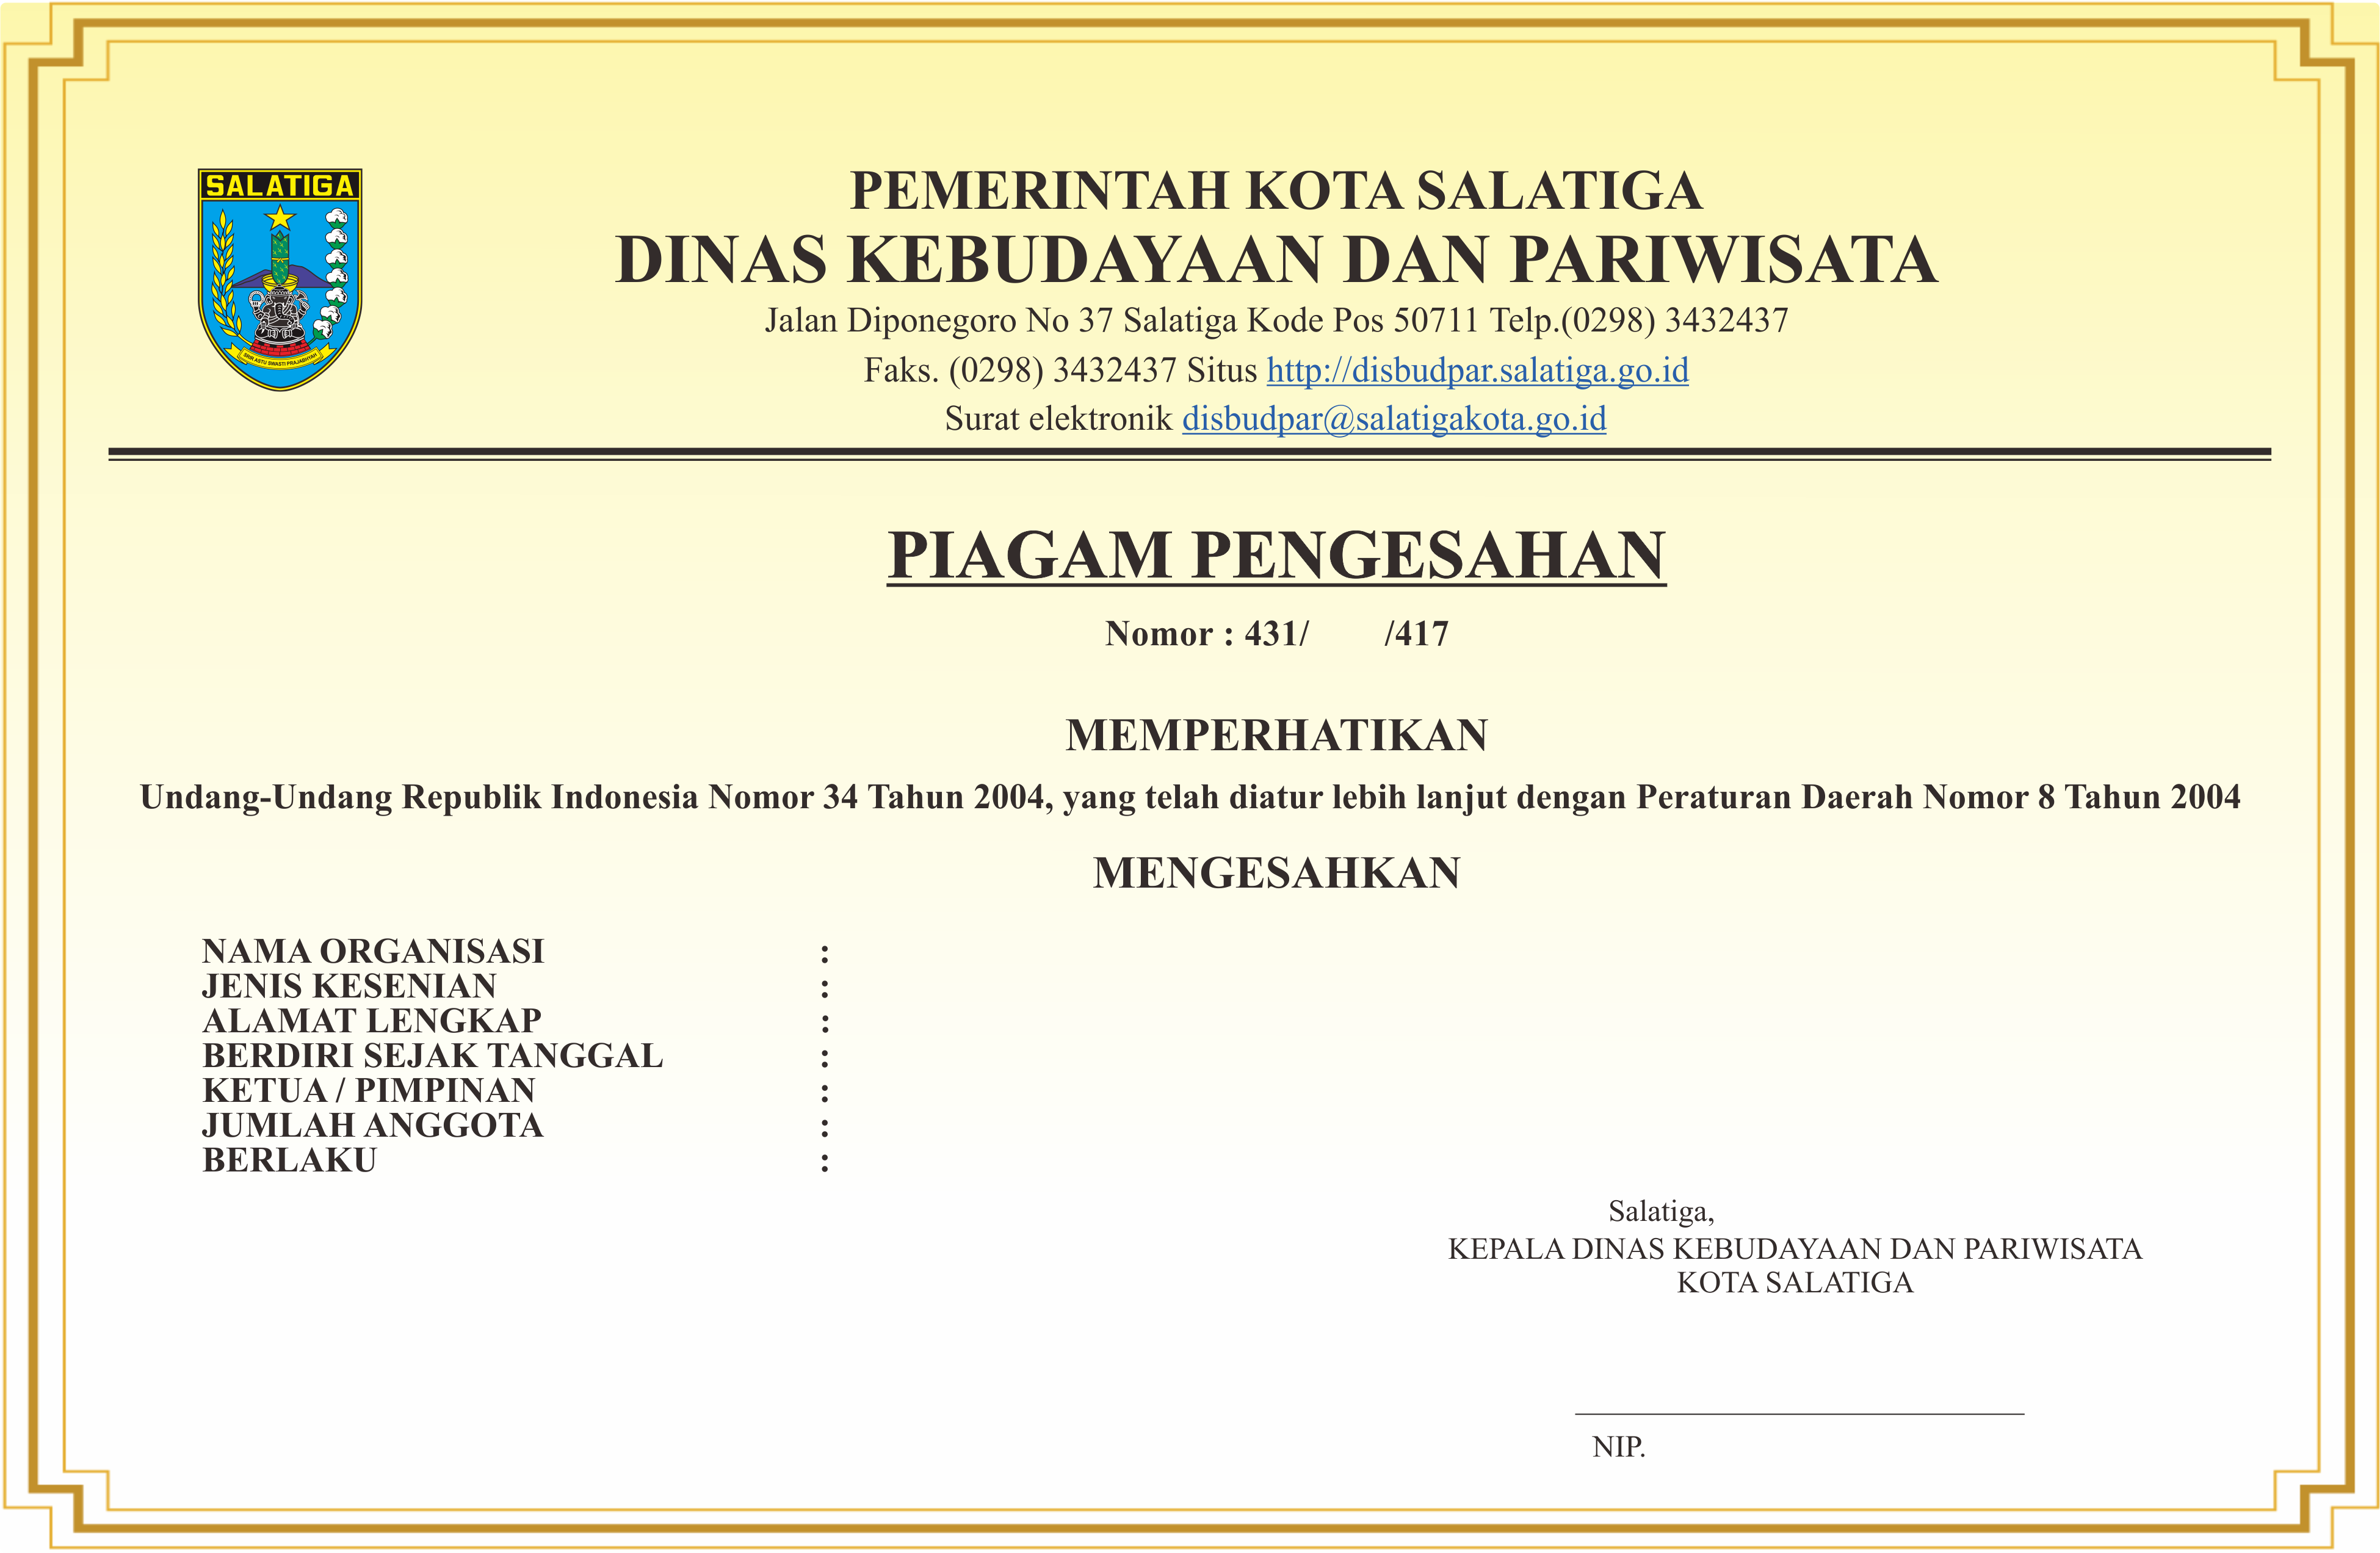 SALATIGA
SRIR ASTU SWASTI PRAJABHYAH
PEMERINTAH KOTA SALATIGA
DINAS KEBUDAYAAN DAN PARIWISATA
Jalan Diponegoro No 37 Salatiga Kode Pos 50711 Telp.(0298) 3432437
Faks. (0298) 3432437 Situs http://disbudpar.salatiga.go.id
Surat elektronik disbudpar@salatigakota.go.id
PIAGAM PENGESAHAN
Nomor : 431/ /417
MEMPERHATIKAN
Undang-Undang Republik Indonesia Nomor 34 Tahun 2004, yang telah diatur lebih lanjut dengan Peraturan Daerah Nomor 8 Tahun 2004
MENGESAHKAN
NAMA ORGANISASI :
JENIS KESENIAN :
ALAMAT LENGKAP :
BERDIRI SEJAK TANGGAL :
KETUA / PIMPINAN :
JUMLAH ANGGOTA :
BERLAKU :
Salatiga,
KEPALA DINAS KEBUDAYAAN DAN PARIWISATA
KOTA SALATIGA
NIP.